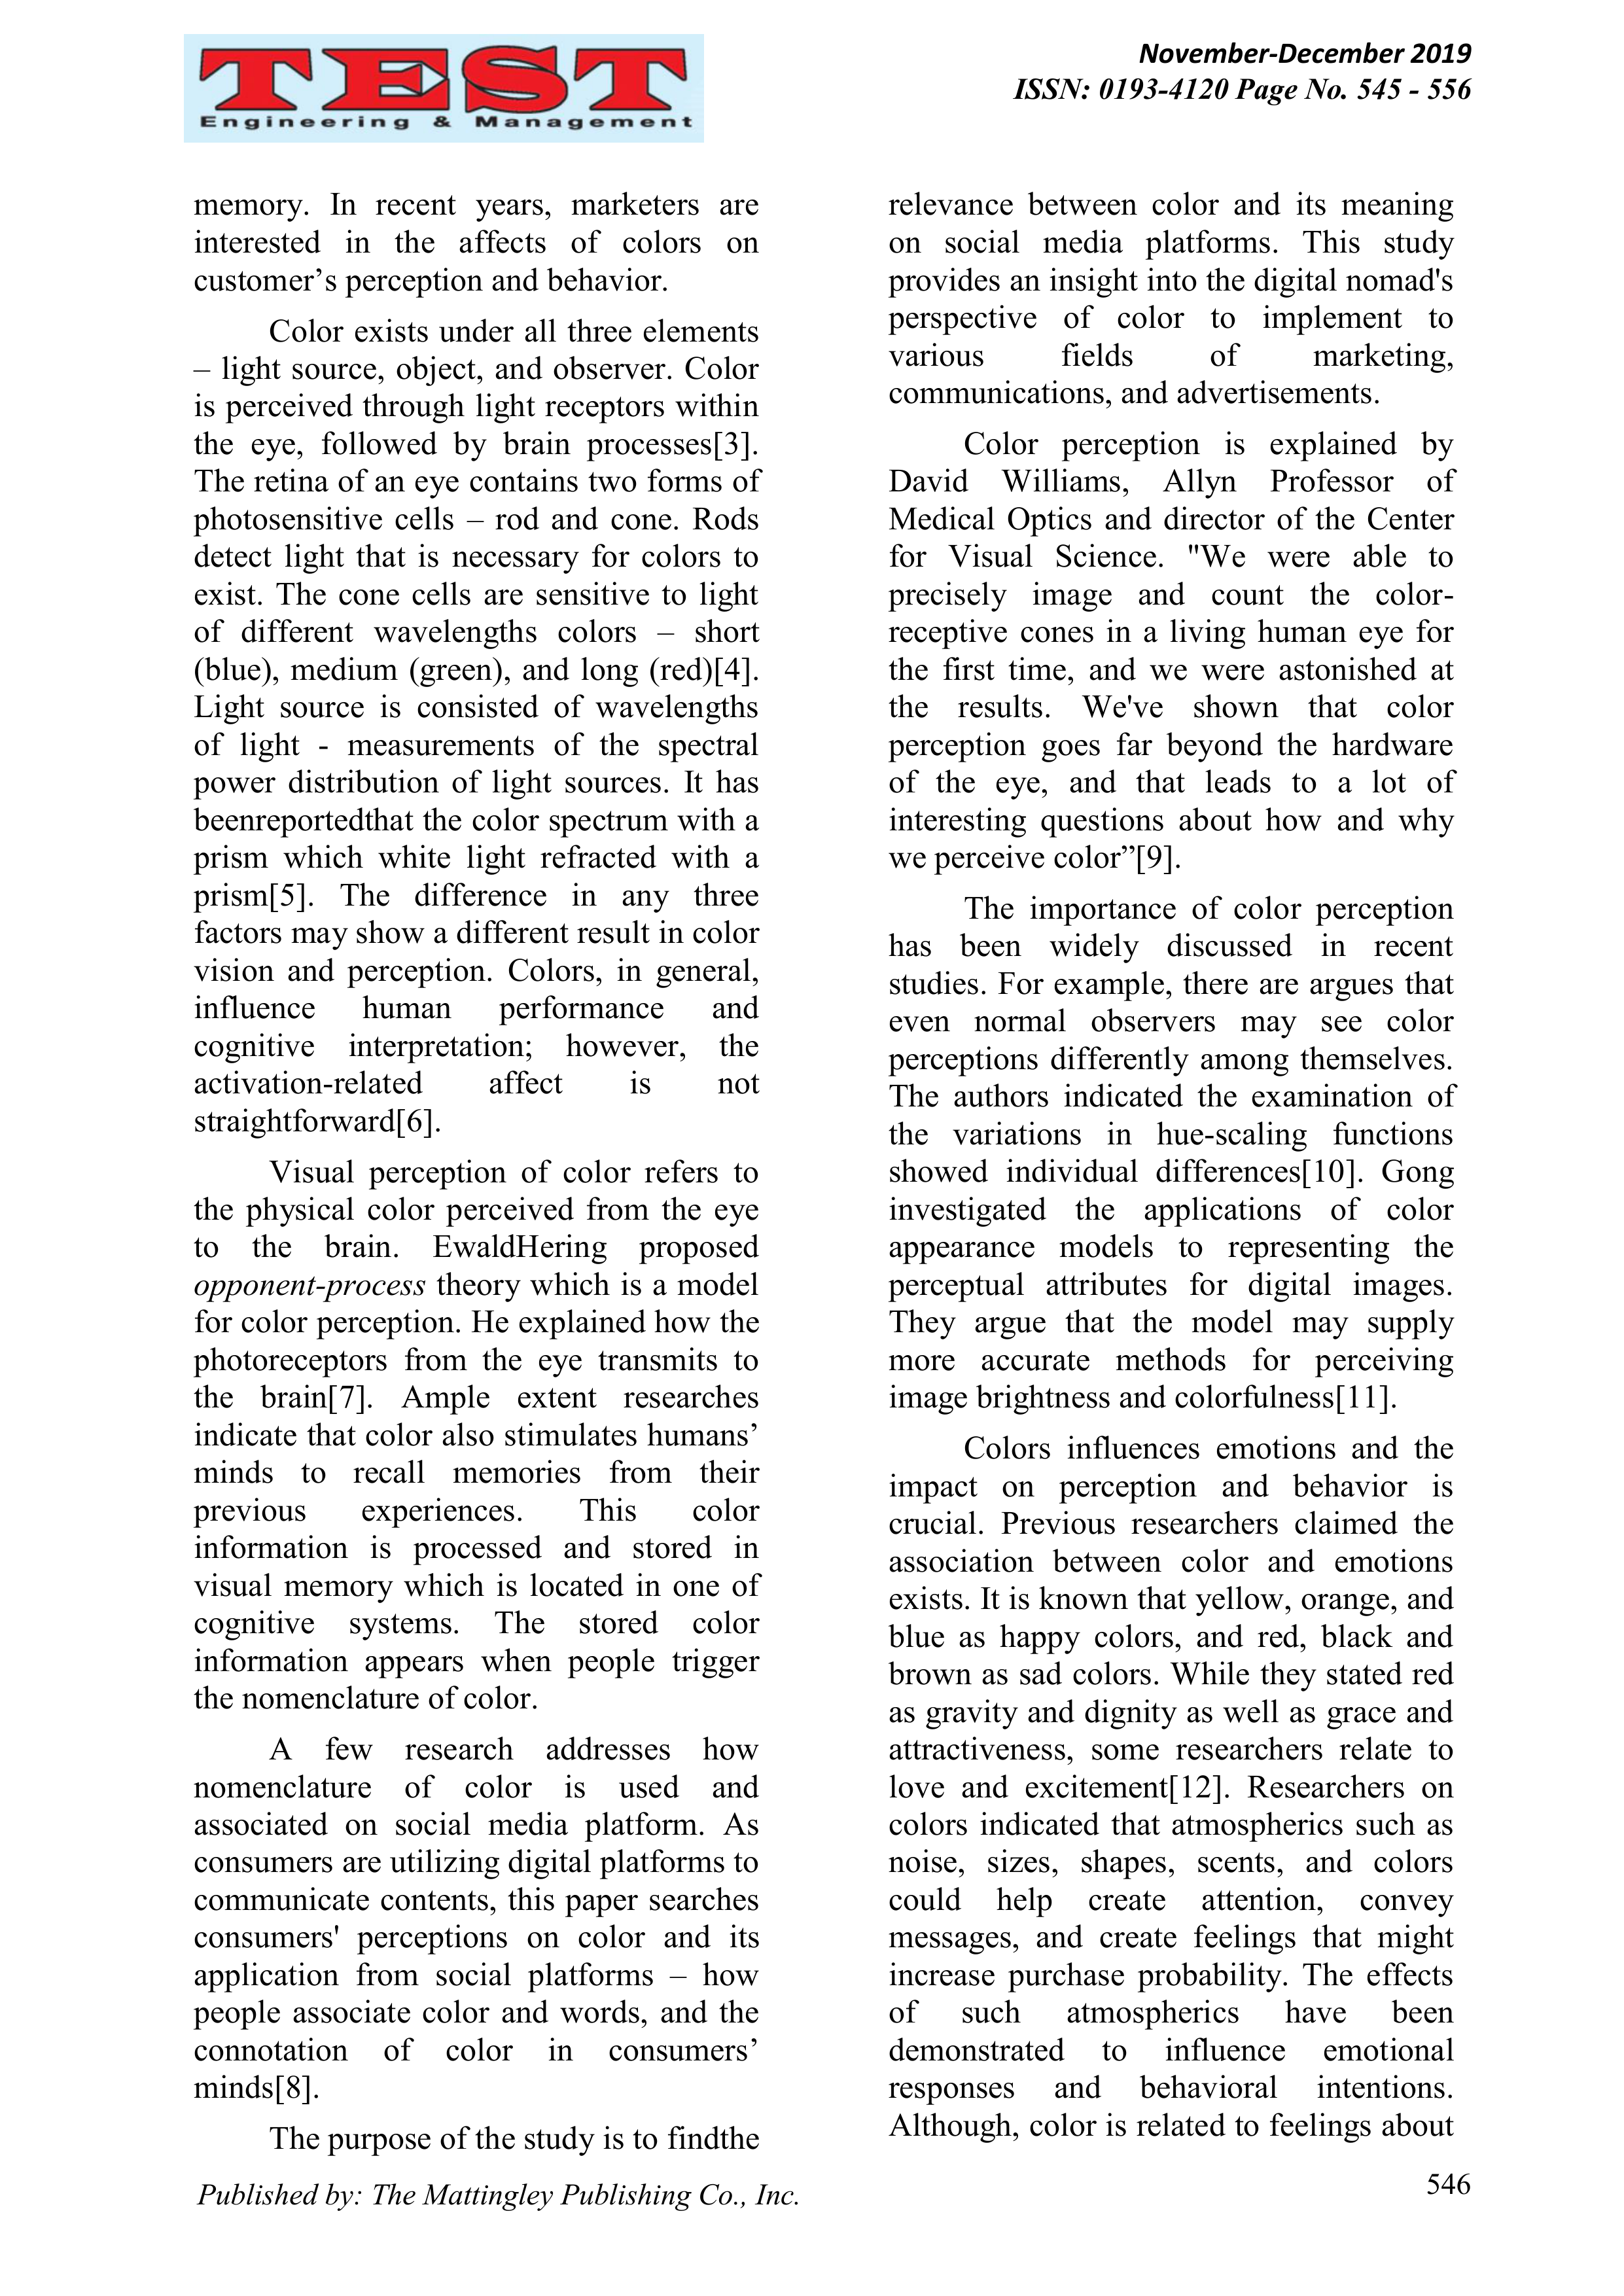 TEST
Engineering & Management
November-December 2019
ISSN: 0193-4120 Page No. 545 - 556
memory. In recent years, marketers are
interested in the affects of colors on
customer’s perception and behavior.
Color exists under all three elements
– light source, object, and observer. Color
is perceived through light receptors within
the eye, followed by brain processes[3].
The retina of an eye contains two forms of
photosensitive cells – rod and cone. Rods
detect light that is necessary for colors to
exist. The cone cells are sensitive to light
of different wavelengths colors – short
(blue), medium (green), and long (red)[4].
Light source is consisted of wavelengths
of light - measurements of the spectral
power distribution of light sources. It has
beenreportedthat the color spectrum with a
prism which white light refracted with a
prism[5]. The difference in any three
factors may show a different result in color
vision and perception. Colors, in general,
influence human performance and
cognitive interpretation; however, the
activation-related affect is not
straightforward[6].
Visual perception of color refers to
the physical color perceived from the eye
to the brain. EwaldHering proposed
opponent-process theory which is a model
for color perception. He explained how the
photoreceptors from the eye transmits to
the brain[7]. Ample extent researches
indicate that color also stimulates humans’
minds to recall memories from their
previous experiences. This color
information is processed and stored in
visual memory which is located in one of
cognitive systems. The stored color
information appears when people trigger
the nomenclature of color.
A few research addresses how
nomenclature of color is used and
associated on social media platform. As
consumers are utilizing digital platforms to
communicate contents, this paper searches
consumers' perceptions on color and its
application from social platforms – how
people associate color and words, and the
connotation of color in consumers’
minds[8].
The purpose of the study is to findthe
relevance between color and its meaning
on social media platforms. This study
provides an insight into the digital nomad's
perspective of color to implement to
various fields of marketing,
communications, and advertisements.
Color perception is explained by
David Williams, Allyn Professor of
Medical Optics and director of the Center
for Visual Science. "We were able to
precisely image and count the color-
receptive cones in a living human eye for
the first time, and we were astonished at
the results. We've shown that color
perception goes far beyond the hardware
of the eye, and that leads to a lot of
interesting questions about how and why
we perceive color”[9].
The importance of color perception
has been widely discussed in recent
studies. For example, there are argues that
even normal observers may see color
perceptions differently among themselves.
The authors indicated the examination of
the variations in hue-scaling functions
showed individual differences[10]. Gong
investigated the applications of color
appearance models to representing the
perceptual attributes for digital images.
They argue that the model may supply
more accurate methods for perceiving
image brightness and colorfulness[11].
Colors influences emotions and the
impact on perception and behavior is
crucial. Previous researchers claimed the
association between color and emotions
exists. It is known that yellow, orange, and
blue as happy colors, and red, black and
brown as sad colors. While they stated red
as gravity and dignity as well as grace and
attractiveness, some researchers relate to
love and excitement[12]. Researchers on
colors indicated that atmospherics such as
noise, sizes, shapes, scents, and colors
could help create attention, convey
messages, and create feelings that might
increase purchase probability. The effects
of such atmospherics have been
demonstrated to influence emotional
responses and behavioral intentions.
Although, color is related to feelings about
Published by: The Mattingley Publishing Co., Inc.
546